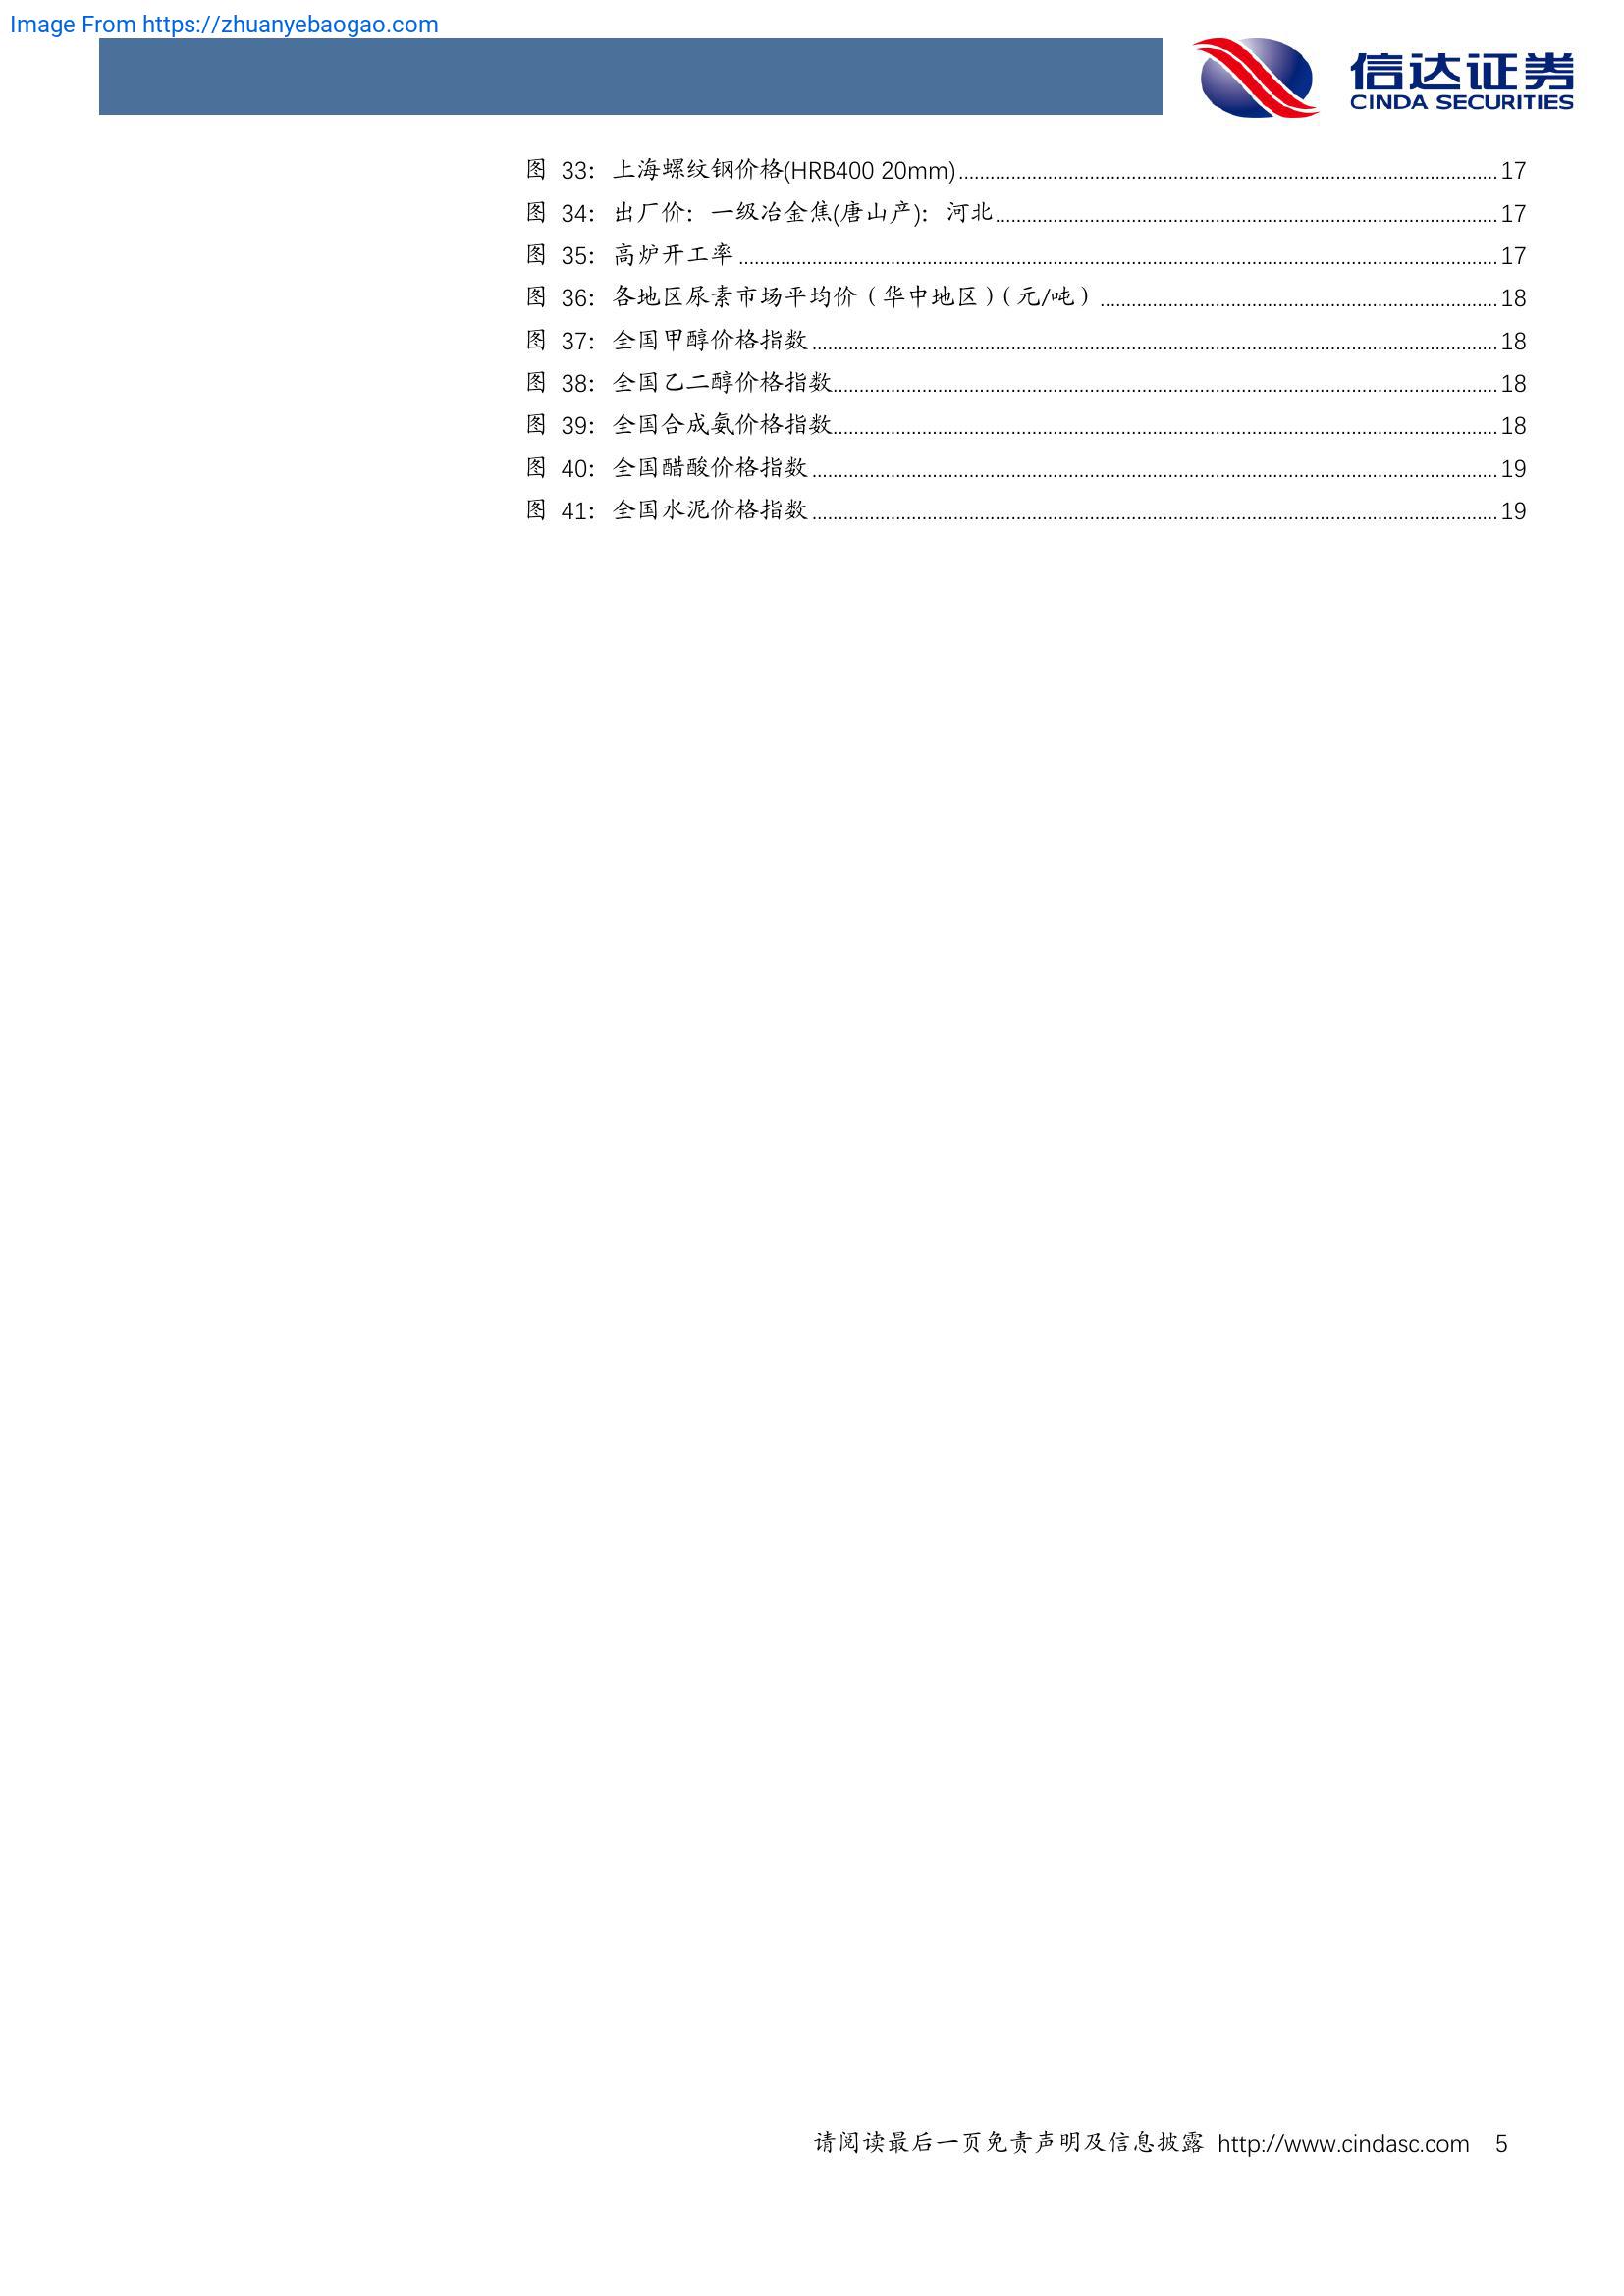 Image From https://zhuanyebaogao.com
信达证券
CINDA SECURITIES
图 33：上海螺纹钢价格(HRB400 20mm)........17
图 34：出厂价：一级冶金焦(唐山产)：河北........17
图 35：高炉开工率........17
图 36：各地区尿素市场平均价（华中地区）（元/吨）........18
图 37：全国甲醇价格指数........18
图 38：全国乙二醇价格指数........18
图 39：全国合成氨价格指数........18
图 40：全国醋酸价格指数........19
图 41：全国水泥价格指数........19
请阅读最后一页免责声明及信息披露 http://www.cindasc.com 5